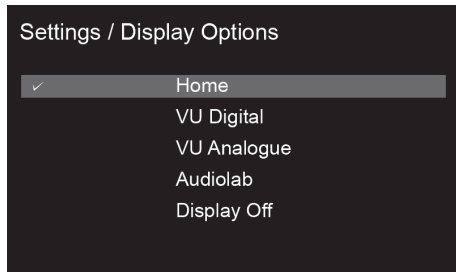 Settings / Display Options
✓ Home
VU Digital
VU Analogue
Audiolab
Display Off